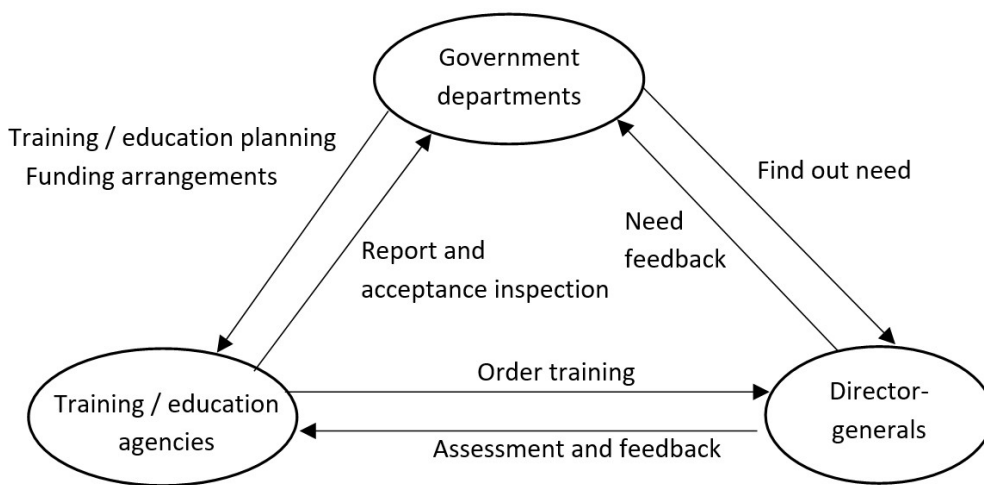 Government
departments
Training / education planning
Funding arrangements
Find out need
Need
feedback
Report and
acceptance inspection
Order training
Training / education
agencies
Director-
generals
Assessment and feedback